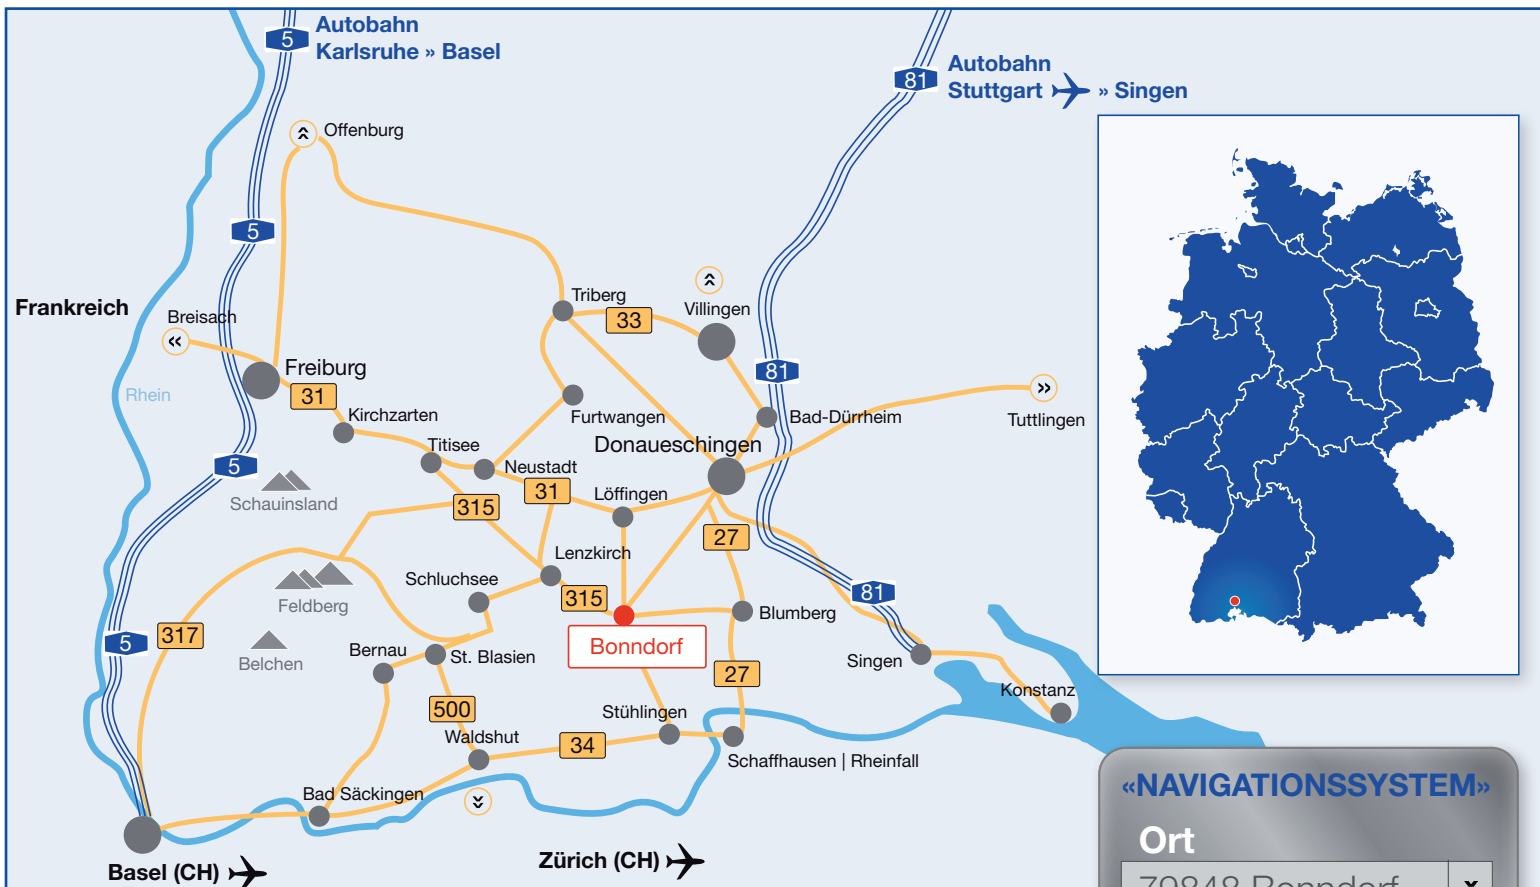 5
Autobahn
Karlsruhe » Basel
81
Autobahn
Stuttgart » Singen
Offenburg
5
Frankreich
Breisach
Triberg
33
Villingen
Freiburg
31
81
Rhein
Kirchzarten
Furtwangen
Bad-Dürrheim
Tuttlingen
Titisee
Donaueschingen
5
Neustadt
Schauinsland
315
31
Löffingen
27
Lenzkirch
Schluchsee
315
81
Feldberg
Blumberg
5
317
Belchen
Bernau
St. Blasien
Bonndorf
27
Singen
Konstanz
500
Stühlingen
Waldshut
34
Schaffhausen | Rheinfall
Bad Säckingen
Basel (CH)
Zürich (CH)
«NAVIGATIONSSYSTEM»
Ort
79848 Bonndorf